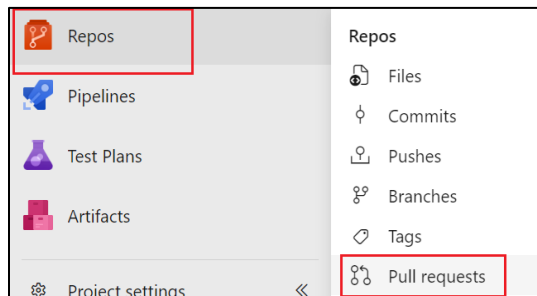 Repos
Pipelines
Test Plans
Artifacts
Project settings
Repos
Files
Commits
Pushes
Branches
Tags
Pull requests